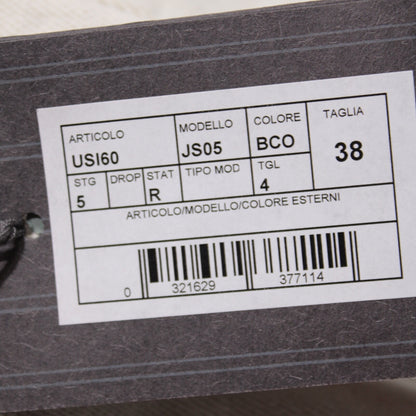 ARTICOLO MODELLO COLORE TAGLIA
USI60 JS05 BCO 38
STG DROP STAT TIPO MOD TGL
5 R 4
ARTICOLO/MODELLO/COLORE ESTERNI
0 321629 377114